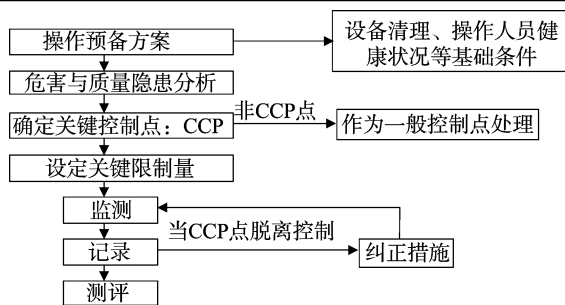 操作预备方案
设备清理、操作人员健
康状况等基础条件
危害与质量隐患分析
非CCP点
确定关键控制点：CCP
作为一般控制点处理
设定关键限制量
监测
当CCP点脱离控制
记录
纠正措施
测评